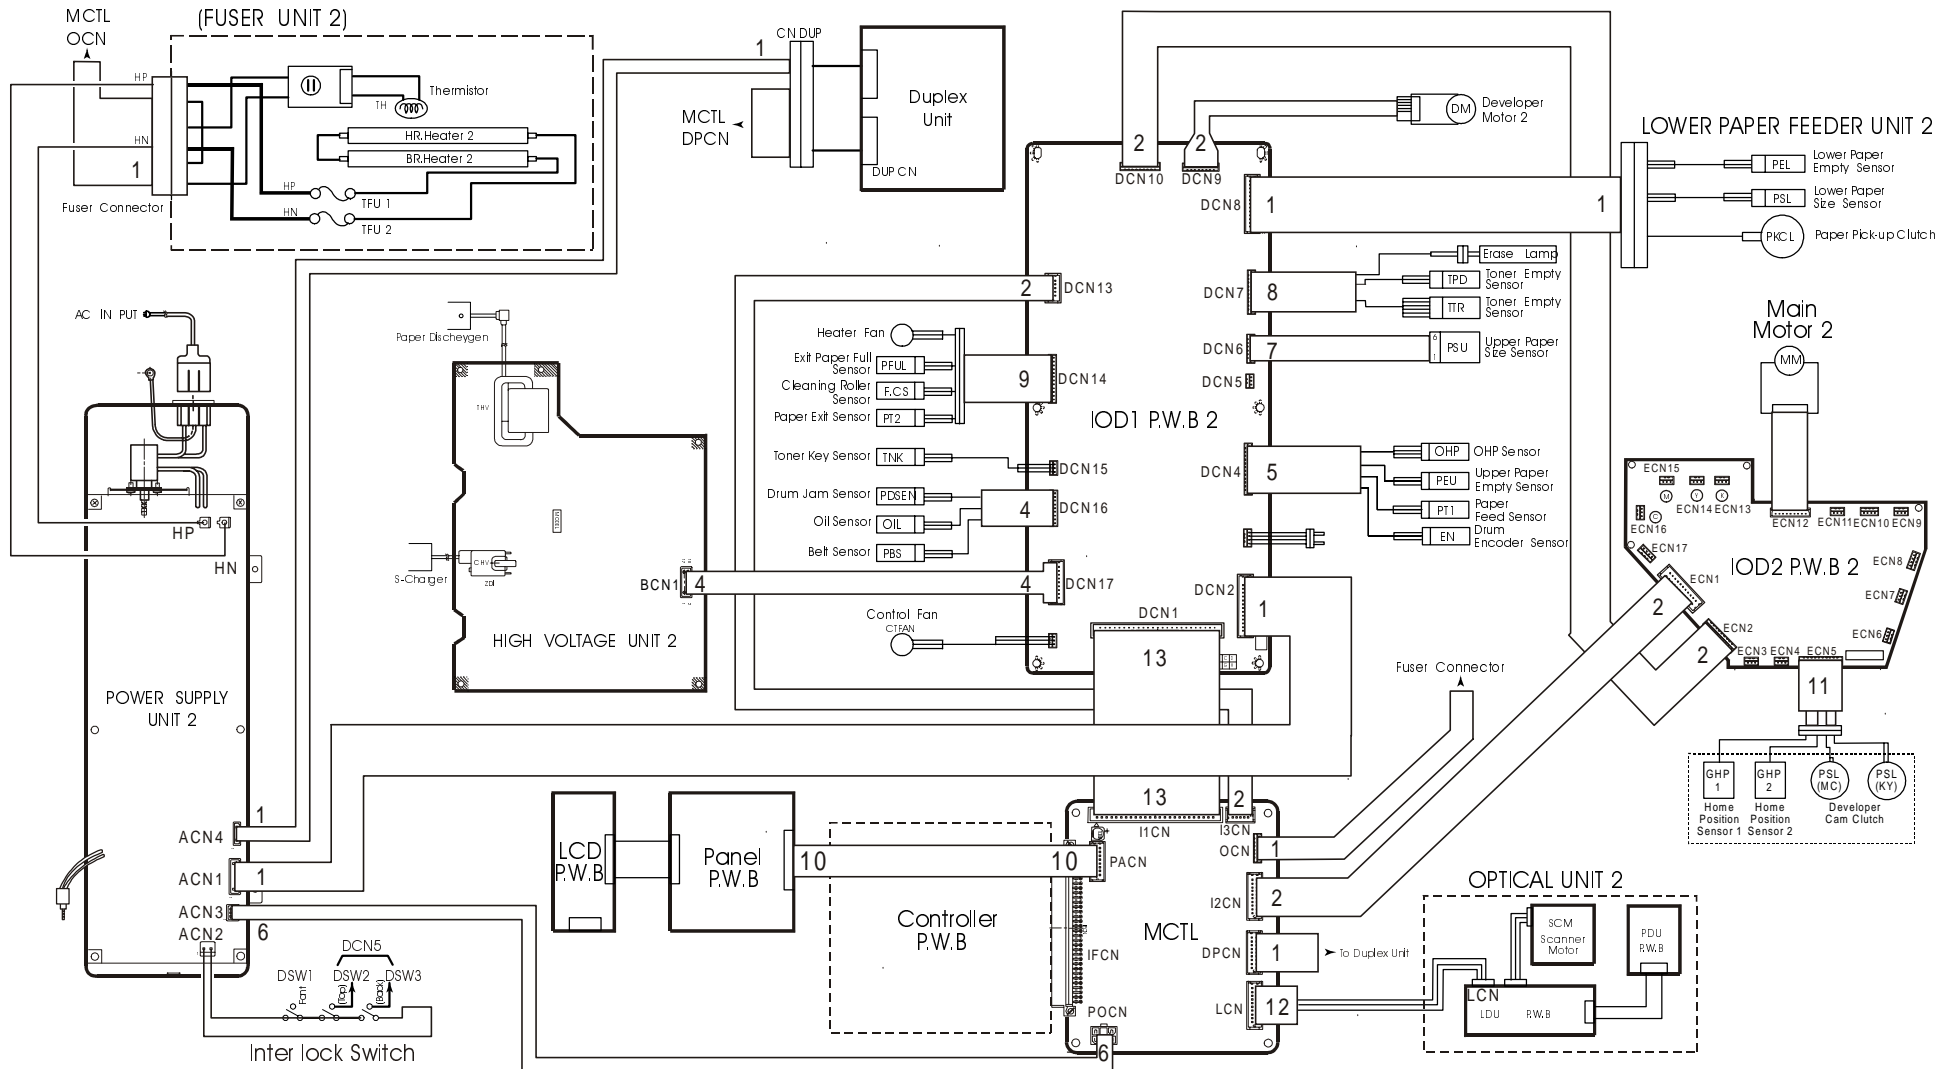 MCTL
OCN
(FUSER UNIT 2)
HP
HN
1
Fuser Connector
TH
Thermistor
HR.Heater 2
BR.Heater 2
HP
TFU 1
HN
TFU 2
1
CN DUP
MCTL
DPCN
Duplex
Unit
DUP CN
2
DCN10
2
DCN9
DM
Developer
Motor 2
LOWER PAPER FEEDER UNIT 2
DCN8
1
1
PEL
Lower Paper
Empty Sensor
PSL
Lower Paper
Size Sensor
PKCL
Paper Pick-up Clutch
2
DCN13
DCN7
8
Erase Lamp
TPD
Toner Empty
Sensor
TTR
Toner Empty
Sensor
DCN6
7
6
1
PSU
Upper Paper
Size Sensor
DCN5
Heater Fan
Exit Paper Full
Sensor
PFUL
Cleaning Roller
Sensor
F.CS
Paper Exit Sensor
PT2
9
DCN14
IOD1 P.W.B 2
Toner Key Sensor
TNK
DCN15
Drum Jam Sensor
PDSEN
Oil Sensor
OIL
Belt Sensor
PBS
4
DCN16
DCN4
5
OHP
OHP Sensor
PEU
Upper Paper
Empty Sensor
PT1
Paper
Feed Sensor
EN
Drum
Encoder Sensor
BCN1
4
4
DCN17
DCN2
1
Control Fan
CTFAN
DCN1
13
AC IN PUT
Paper Discheygen
THV
MODEL
S-Charger
CHV
ZDI
HIGH VOLTAGE UNIT 2
HP
HN
POWER SUPPLY
UNIT 2
ACN4
1
ACN1
1
ACN3
ACN2
6
DCN5
DSW1
DSW2
DSW3
Font
(Top)
(Back)
Inter lock Switch
Main
Motor 2
MM
ECN15
M
Y
K
ECN14
ECN13
ECN12
ECN11
ECN10
ECN9
C
ECN16
ECN17
IOD2 P.W.B 2
ECN8
ECN7
ECN6
ECN1
2
ECN2
2
ECN3
ECN4
ECN5
11
GHP
1
GHP
2
PSL
(MC)
PSL
(KY)
Home
Position
Sensor 1
Home
Position
Sensor 2
Developer
Cam Clutch
Fuser Connector
LCD
P.W.B
Panel
P.W.B
10
10
PACN
Controller
P.W.B
13
I1CN
2
I3CN
OCN
1
I2CN
2
MCTL
IFCN
DPCN
1
To Duplex Unit
LCN
12
POCN
6
OPTICAL UNIT 2
SCM
Scanner
Motor
PDU
P.W.B
LCN
LDU P.W.B